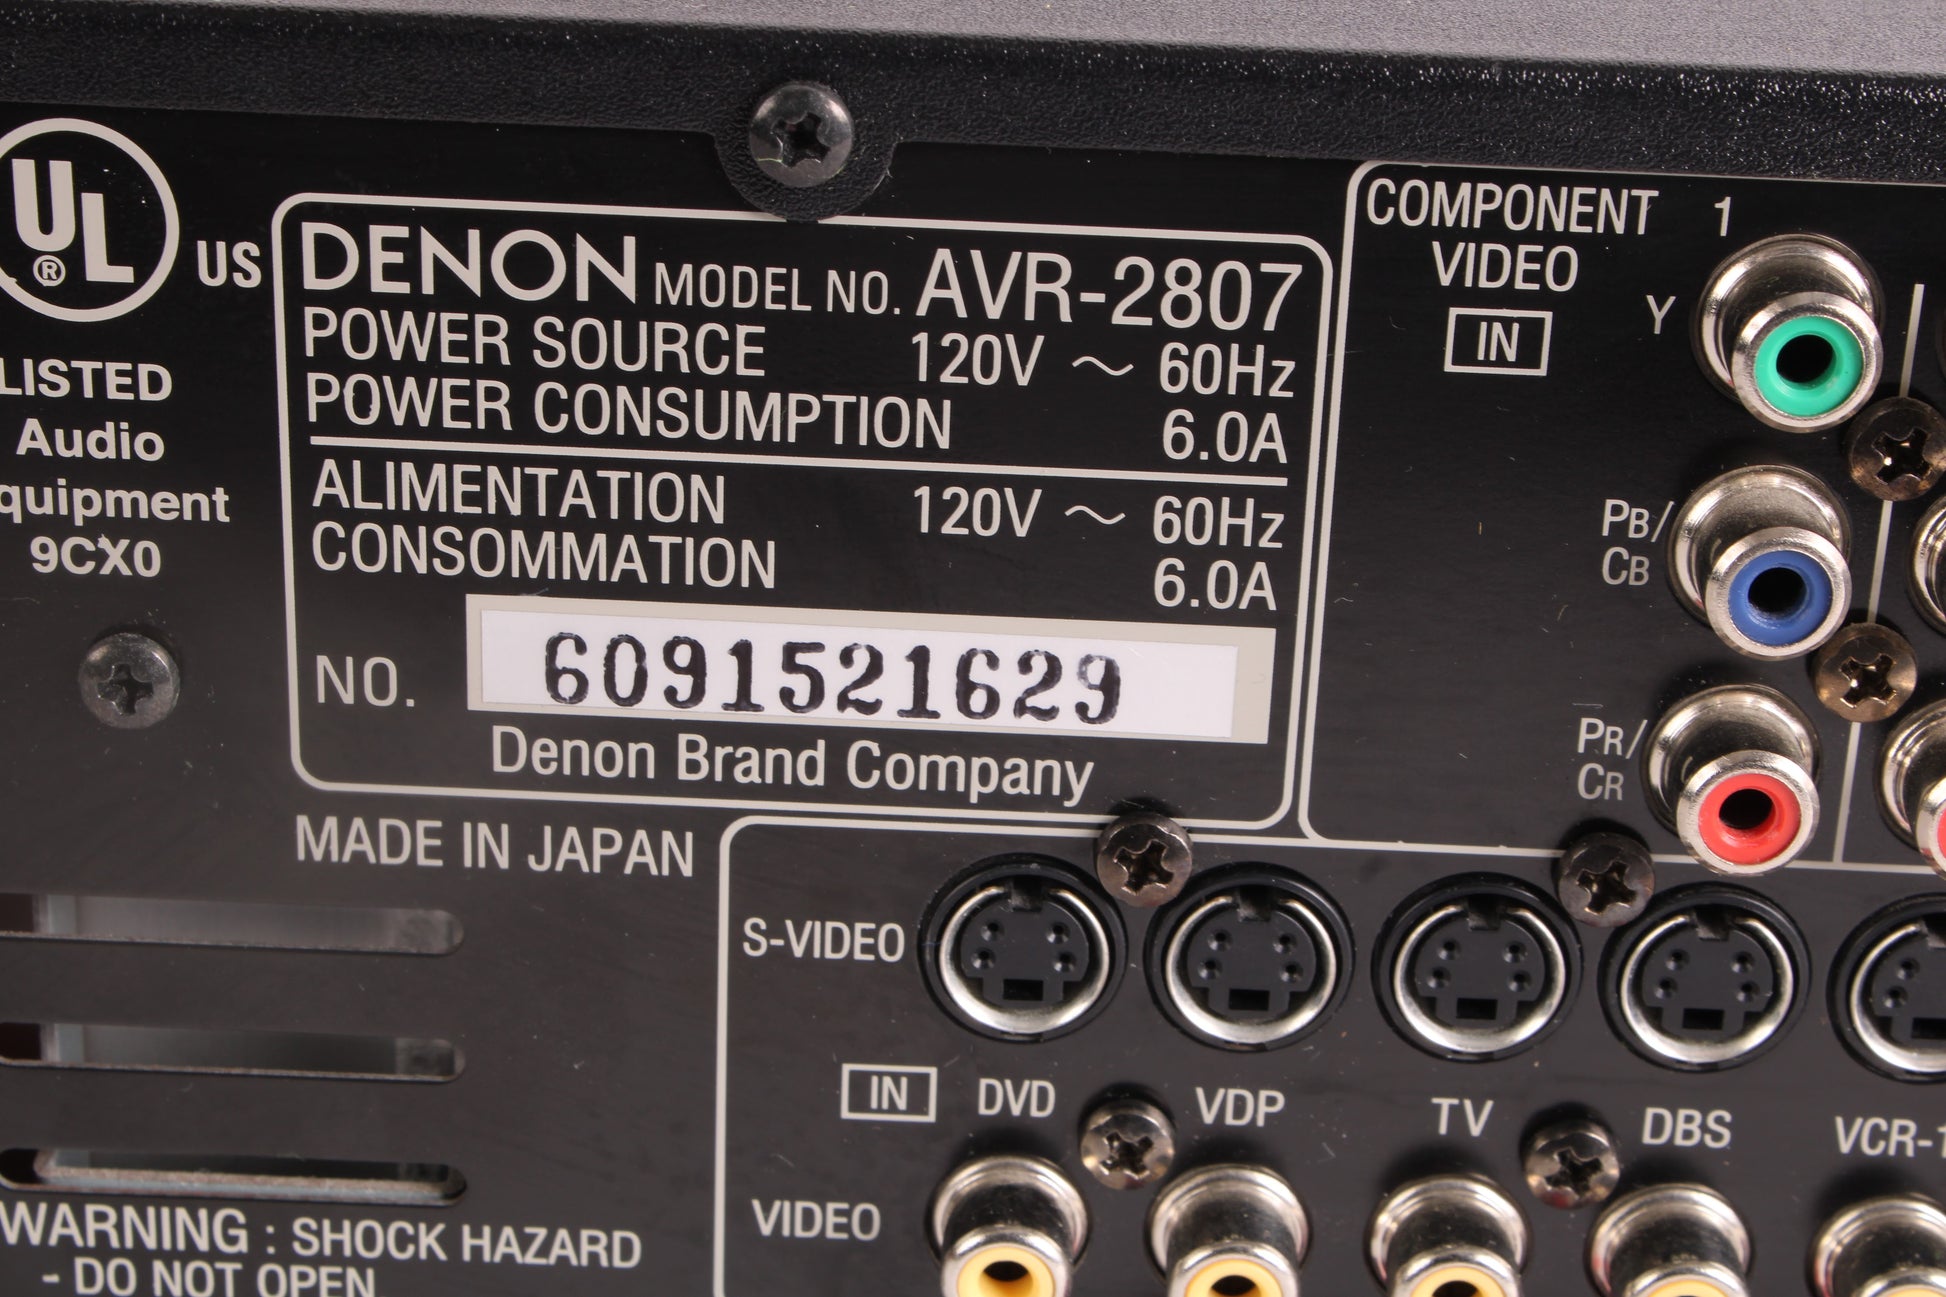 UL
®
US
LISTED
Audio
quipment
9CX0
DENON MODEL NO. AVR-2807
POWER SOURCE 120V ~ 60Hz
POWER CONSUMPTION 6.0A
ALIMENTATION 120V ~ 60Hz
CONSOMMATION 6.0A
NO. 6091521629
Denon Brand Company
MADE IN JAPAN
COMPONENT 1
VIDEO
IN
Y
PB/
CB
PR/
CR
S-VIDEO
IN DVD VDP TV DBS VCR-1
VIDEO
WARNING : SHOCK HAZARD
- DO NOT OPEN